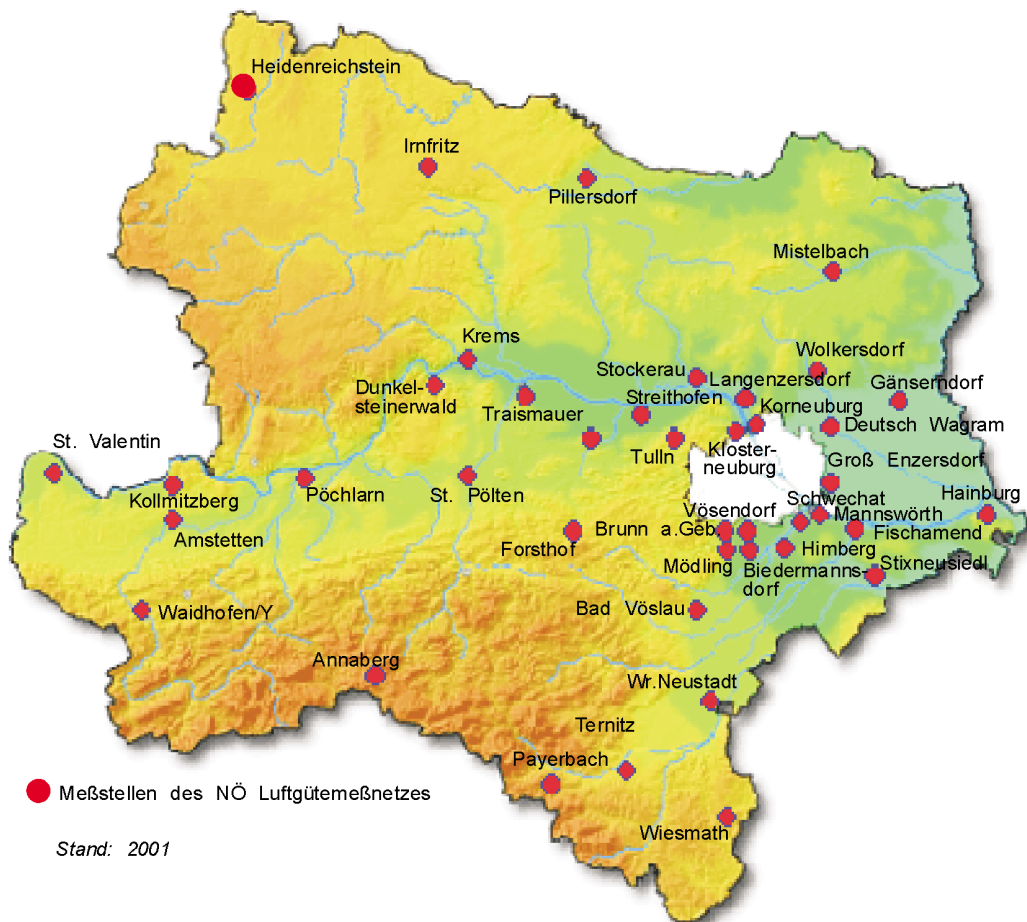 Heidenreichstein
Irnfritz
Pillersdorf
Mistelbach
Krems
Wolkersdorf
Stockerau
Langenzersdorf
Gänserndorf
Dunkel-
steinerwald
Traismauer
Streithofen
Korneuburg
Deutsch Wagram
St. Valentin
Tulln
Kloster-
neuburg
Groß Enzersdorf
Kollmitzberg
Pöchlarn
St. Pölten
Schwechat
Hainburg
Mannswörth
Vösendorf
Amstetten
Forsthof
Brunn a.Geb.
Fischamend
Himberg
Mödling
Biedermanns-
dorf
Stixneusiedl
Waidhofen/Y
Bad Vöslau
Annaberg
Wr.Neustadt
Ternitz
Payerbach
Meßstellen des NÖ Luftgütemeßnetzes
Wiesmath
Stand: 2001